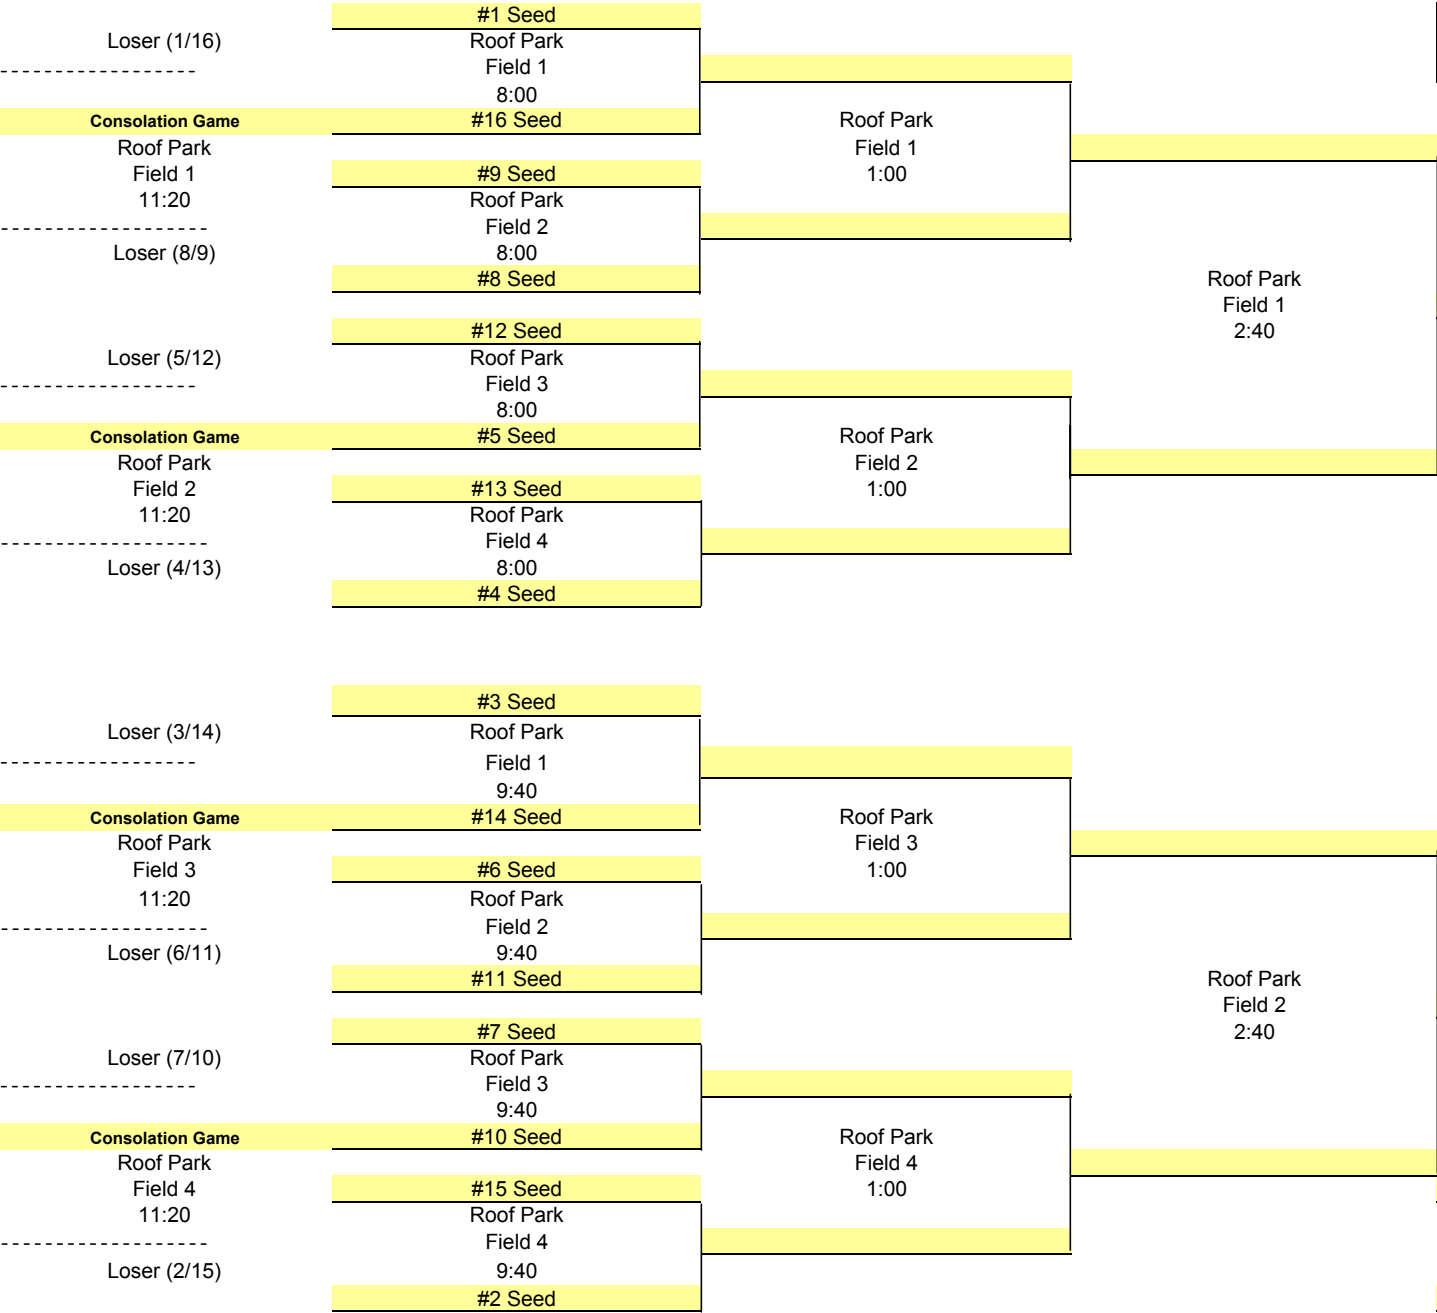 #1 Seed
Loser (1/16)
Roof Park
Field 1
- - - - - - - - - - - - - - - - - -
8:00
Consolation Game
#16 Seed
Roof Park
Roof Park
Field 1
Field 1
#9 Seed
1:00
11:20
Roof Park
- - - - - - - - - - - - - - - - - - -
Field 2
Loser (8/9)
8:00
#8 Seed
Roof Park
Field 1
#12 Seed
2:40
Loser (5/12)
Roof Park
- - - - - - - - - - - - - - - - - -
Field 3
8:00
Consolation Game
#5 Seed
Roof Park
Roof Park
Field 2
Field 2
#13 Seed
1:00
11:20
Roof Park
- - - - - - - - - - - - - - - - - - -
Field 4
Loser (4/13)
8:00
#4 Seed
#3 Seed
Loser (3/14)
Roof Park
- - - - - - - - - - - - - - - - - -
Field 1
9:40
Consolation Game
#14 Seed
Roof Park
Roof Park
Field 3
Field 3
#6 Seed
1:00
11:20
Roof Park
- - - - - - - - - - - - - - - - - - -
Field 2
Loser (6/11)
9:40
#11 Seed
Roof Park
Field 2
#7 Seed
2:40
Loser (7/10)
Roof Park
- - - - - - - - - - - - - - - - - -
Field 3
9:40
Consolation Game
#10 Seed
Roof Park
Roof Park
Field 4
Field 4
#15 Seed
1:00
11:20
Roof Park
- - - - - - - - - - - - - - - - - - -
Field 4
Loser (2/15)
9:40
#2 Seed